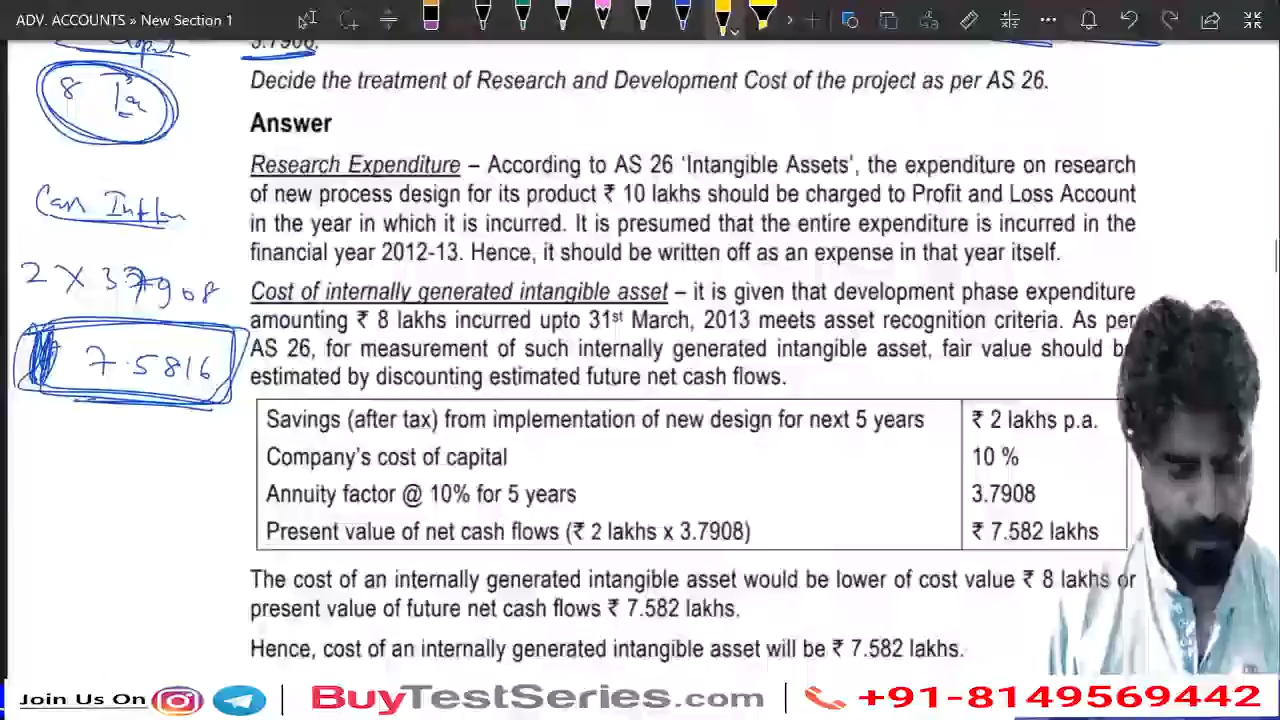 ADV. ACCOUNTS » New Section 1
3.7908.
Decide the treatment of Research and Development Cost of the project as per AS 26.
8
Answer
Research Expenditure – According to AS 26 'Intangible Assets', the expenditure on research
of new process design for its product ₹ 10 lakhs should be charged to Profit and Loss Account
in the year in which it is incurred. It is presumed that the entire expenditure is incurred in the
financial year 2012-13. Hence, it should be written off as an expense in that year itself.
2 X 3.7908
Cost of internally generated intangible asset – it is given that development phase expenditure
amounting ₹ 8 lakhs incurred upto 31st March, 2013 meets asset recognition criteria. As per
AS 26, for measurement of such internally generated intangible asset, fair value should be
estimated by discounting estimated future net cash flows.
7.5816
Savings (after tax) from implementation of new design for next 5 years ₹ 2 lakhs p.a.
Company's cost of capital 10 %
Annuity factor @ 10% for 5 years 3.7908
Present value of net cash flows (₹ 2 lakhs x 3.7908) ₹ 7.582 lakhs
The cost of an internally generated intangible asset would be lower of cost value ₹ 8 lakhs or
present value of future net cash flows ₹ 7.582 lakhs.
Hence, cost of an internally generated intangible asset will be ₹ 7.582 lakhs.
Join Us On BuyTestSeries.com +91-8149569442